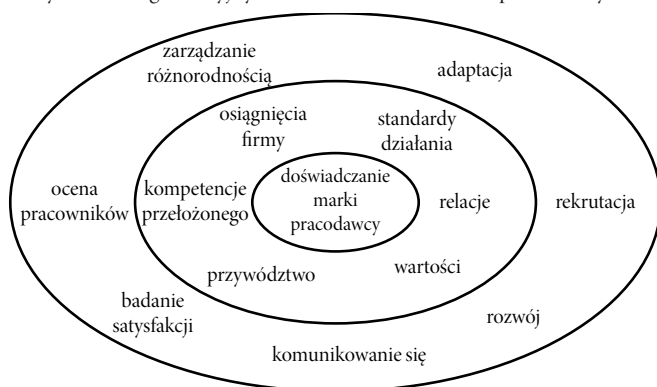 zarządzanie
różnorodnością
adaptacja
osiągnięcia
firmy
standardy
działania
ocena
pracowników
kompetencje
przełożonego
doświadczanie
marki
pracodawcy
relacje
rekrutacja
przywództwo
wartości
badanie
satysfakcji
rozwój
komunikowanie się